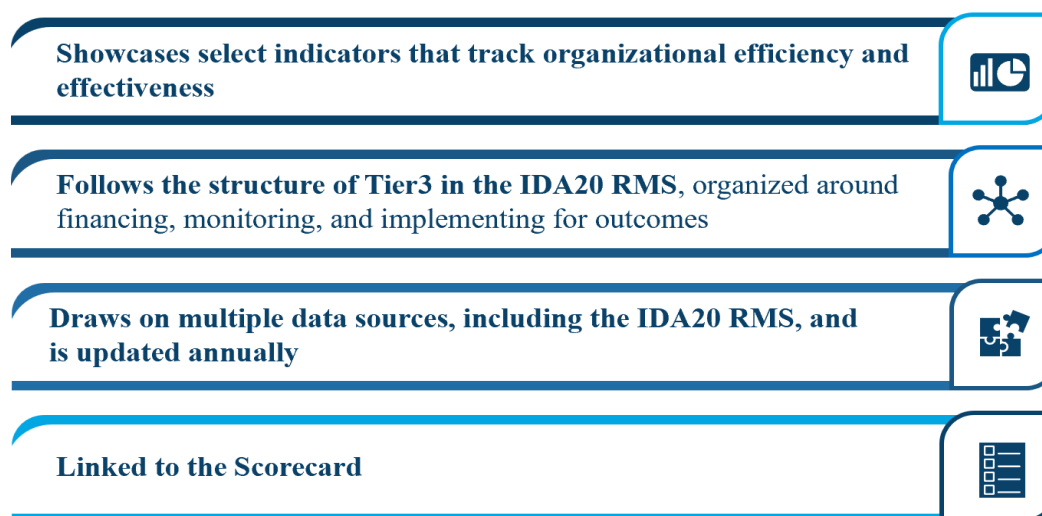 Showcases select indicators that track organizational efficiency and
effectiveness
Follows the structure of Tier3 in the IDA20 RMS, organized around
financing, monitoring, and implementing for outcomes
Draws on multiple data sources, including the IDA20 RMS, and
is updated annually
Linked to the Scorecard